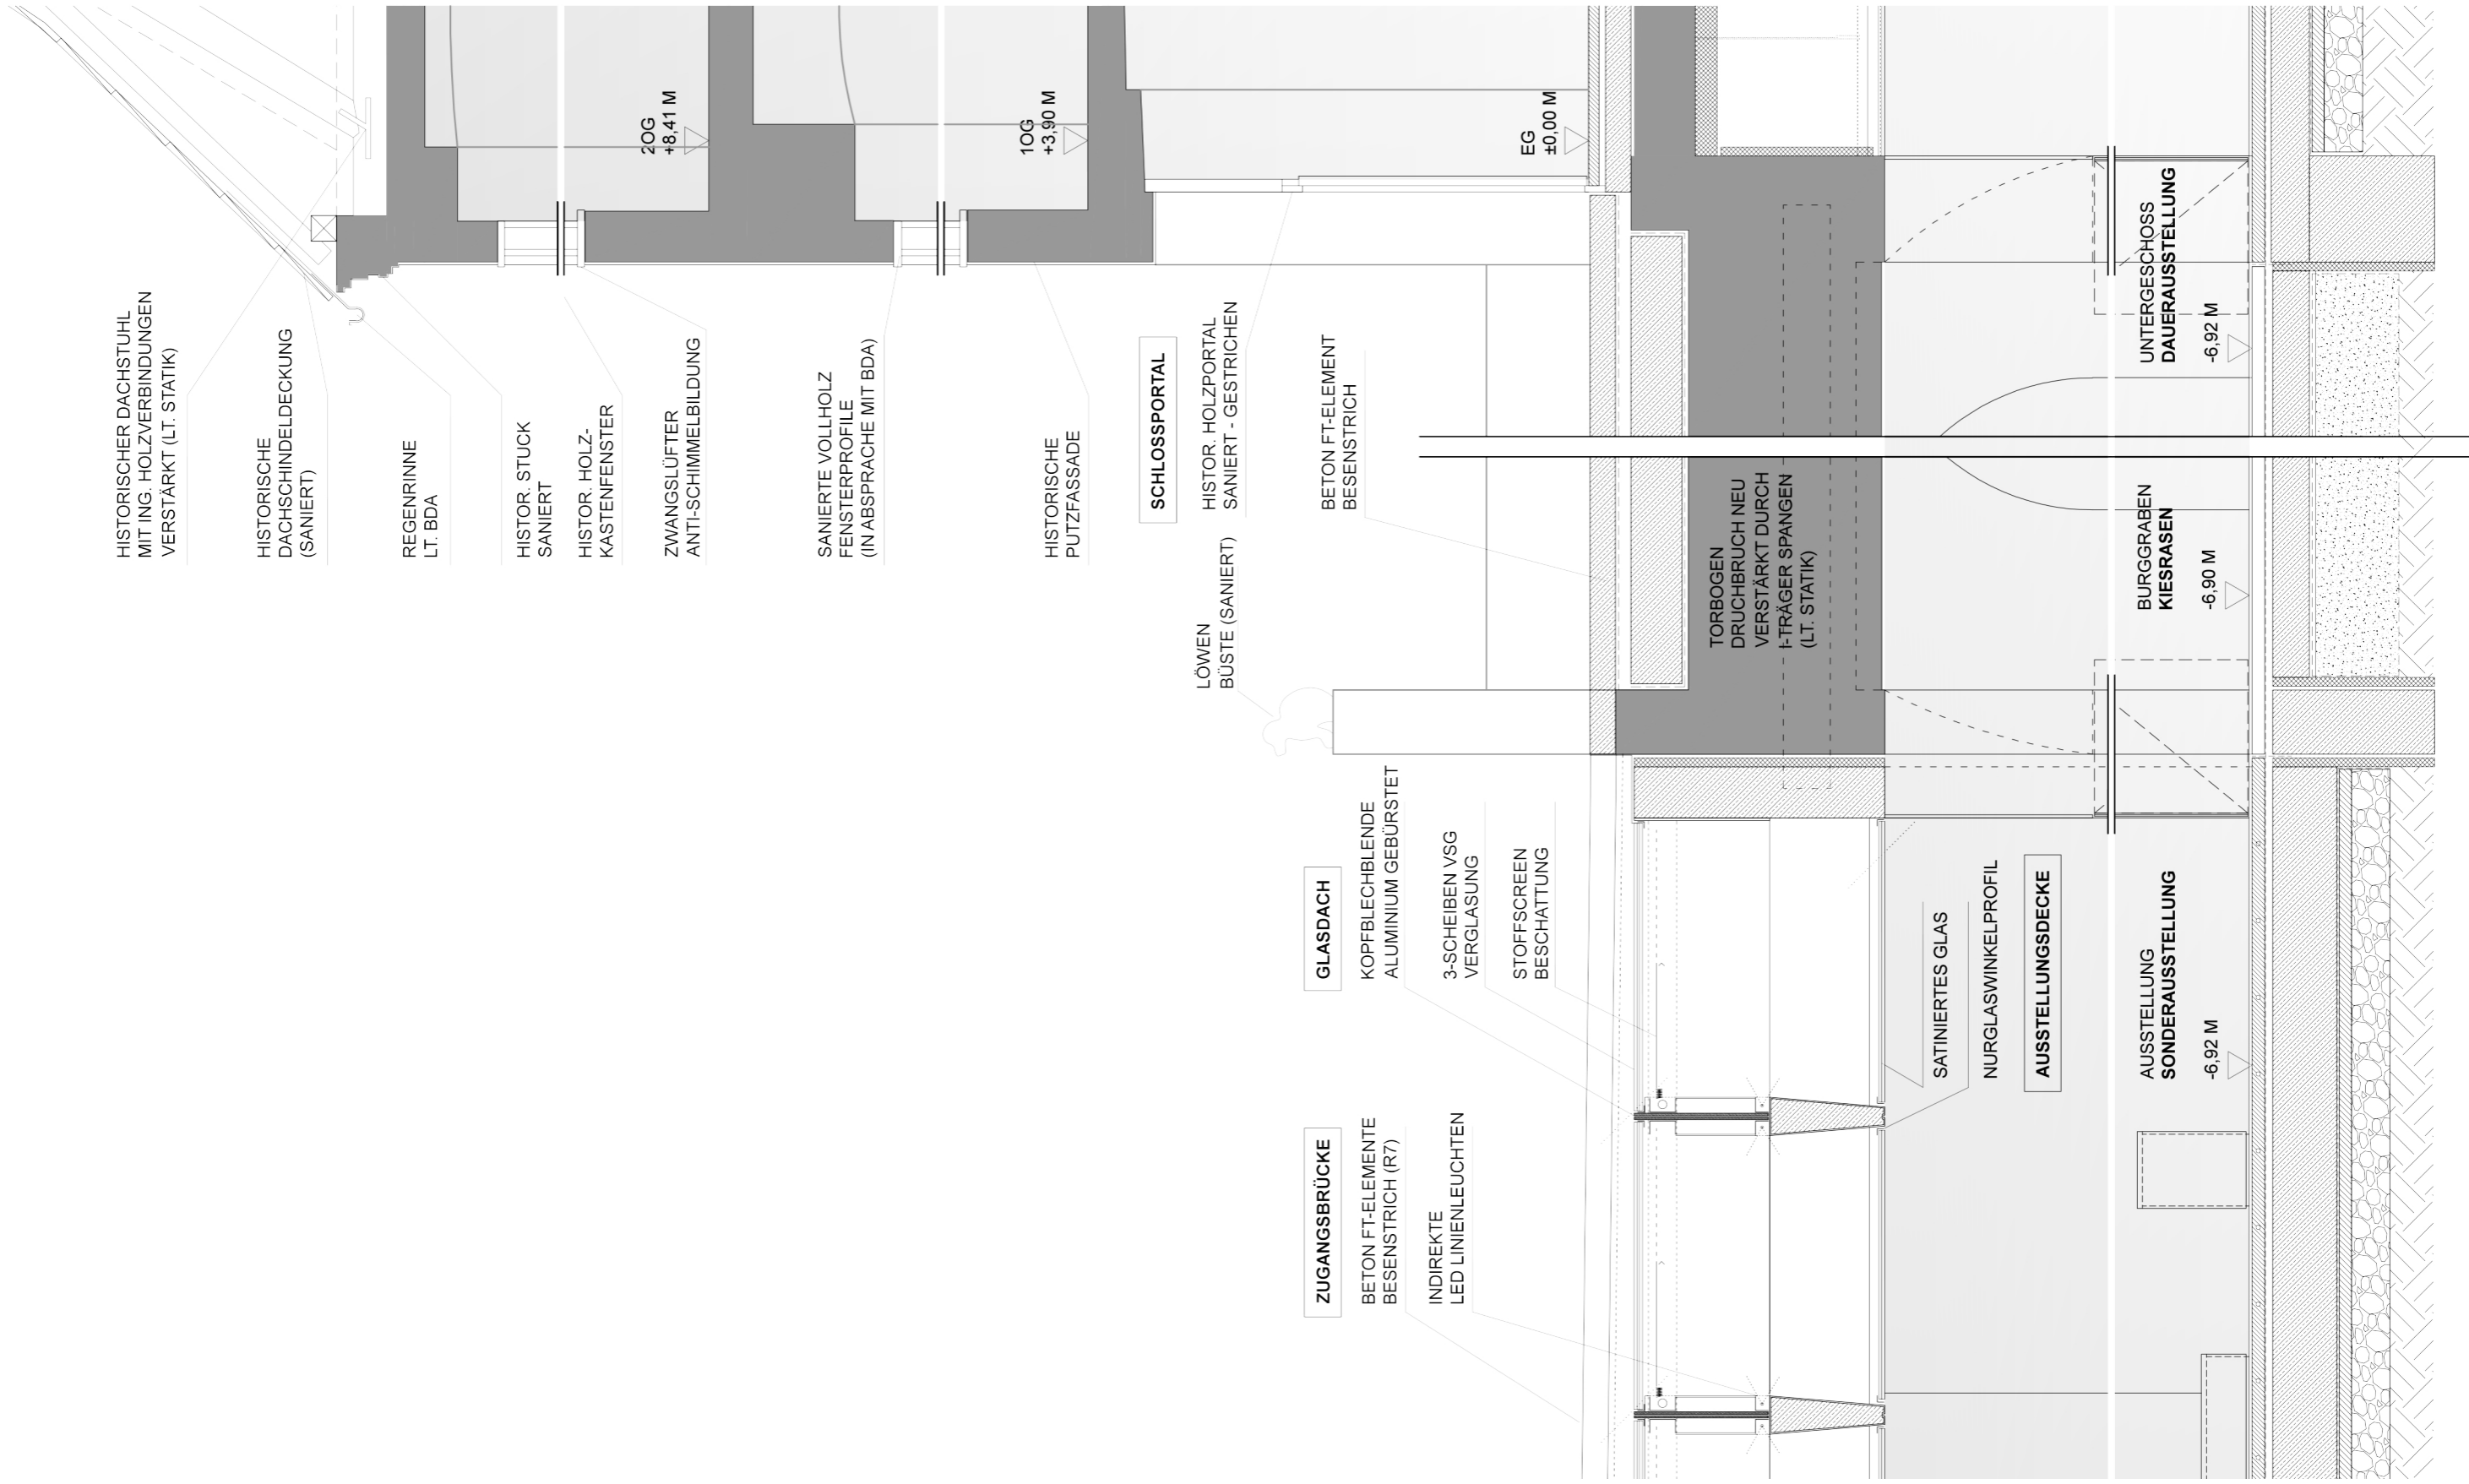 HISTORISCHER DACHSTUHL
MIT ING. HOLZVERBINDUNGEN
VERSTÄRKT (LT. STATIK)
HISTORISCHE
DACHSCHINDELDECKUNG
(SANIERT)
REGENRINNE
LT. BDA
HISTOR. STUCK
SANIERT
HISTOR. HOLZ-
KASTENFENSTER
ZWANGSLÜFTER
ANTI-SCHIMMELBILDUNG
SANIERTE VOLLHOLZ
FENSTERPROFILE
(IN ABSPRACHE MIT BDA)
HISTORISCHE
PUTZFASSADE
2OG
+8,41 M
1OG
+3,90 M
EG
±0,00 M
SCHLOSSPORTAL
HISTOR. HOLZPORTAL
SANIERT - GESTRICHEN
BETON FT-ELEMENT
BESENSTRICH
LÖWEN
BÜSTE (SANIERT)
TORBOGEN
DRUCHBRUCH NEU
VERSTÄRKT DURCH
I-TRÄGER SPANGEN
(LT. STATIK)
UNTERGESCHOSS
DAUERAUSSTELLUNG
-6,92 M
BURGGRABEN
KIESRASEN
-6,90 M
GLASDACH
KOPFBLECHBLENDE
ALUMINIUM GEBÜRSTET
3-SCHEIBEN VSG
VERGLASUNG
STOFFSCREEN
BESCHATTUNG
ZUGANGSBRÜCKE
BETON FT-ELEMENTE
BESENSTRICH (R7)
INDIREKTE
LED LINIENLEUCHTEN
SATINIERTES GLAS
NURGLASWINKELPROFIL
AUSSTELLUNGSDECKE
AUSSTELLUNG
SONDERAUSSTELLUNG
-6,92 M